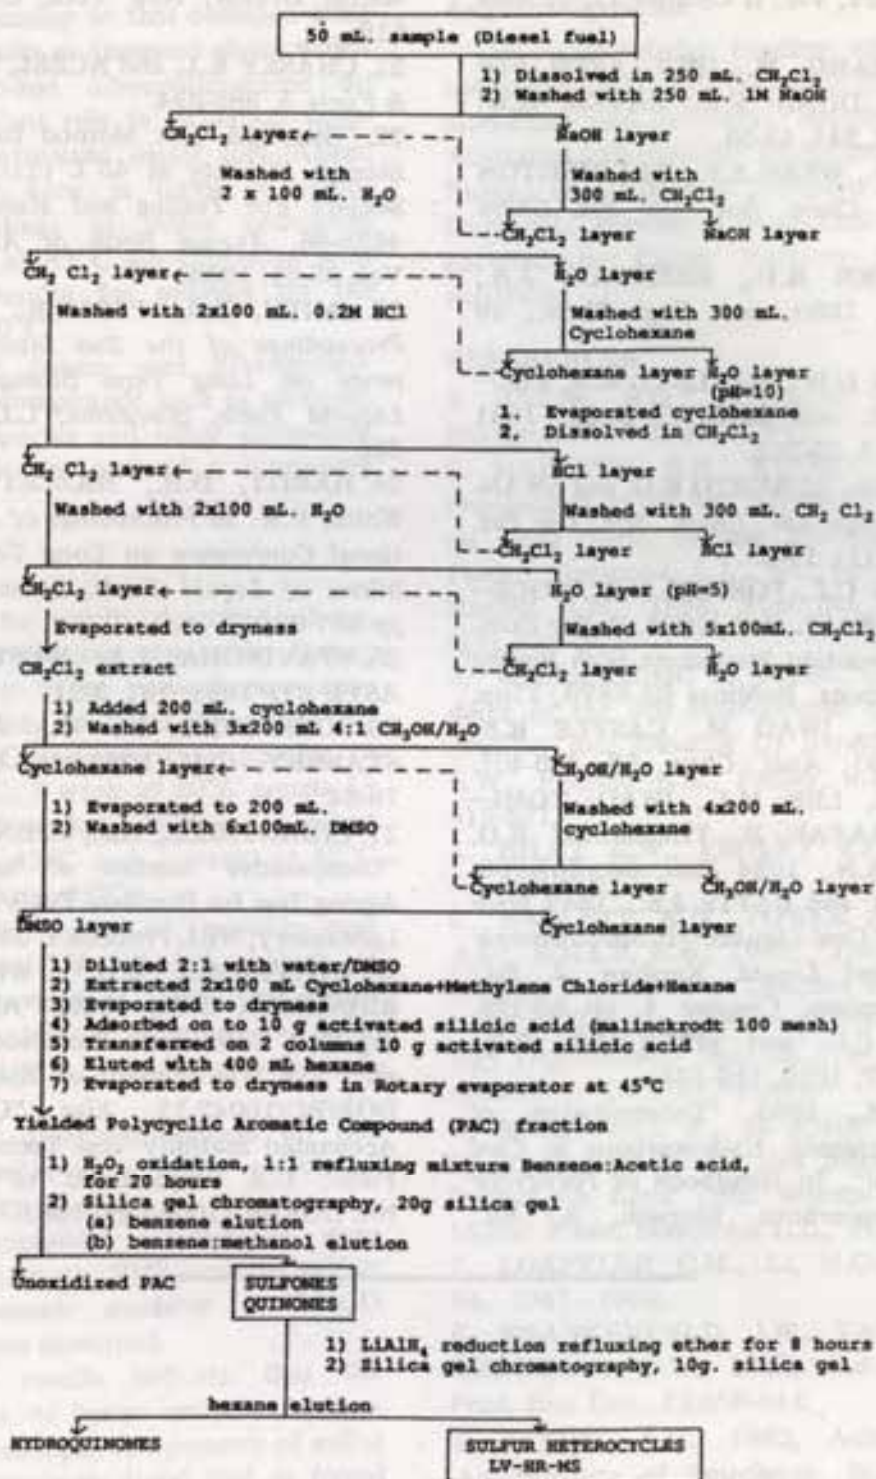 50 mL. sample (Diesel fuel)
1) Dissolved in 250 mL. CH₂Cl₂
2) Washed with 250 mL. 1M NaOH
CH₂Cl₂ layer
NaOH layer
Washed with
2 x 100 mL. H₂O
Washed with
300 mL. CH₂Cl₂
CH₂Cl₂ layer
NaOH layer
CH₂ Cl₂ layer
H₂O layer
Washed with 2x100 mL. 0.2M HCl
Washed with 300 mL.
Cyclohexane
Cyclohexane layer
H₂O layer
(pH=10)
1. Evaporated cyclohexane
2. Dissolved in CH₂Cl₂
CH₂ Cl₂ layer
HCl layer
Washed with 2x100 mL. H₂O
Washed with 300 mL. CH₂ Cl₂
CH₂Cl₂ layer
HCl layer
CH₂Cl₂ layer
H₂O layer (pH=5)
Evaporated to dryness
Washed with 5x100mL. CH₂Cl₂
CH₂Cl₂ extract
CH₂Cl₂ layer
H₂O layer
1) Added 200 mL. cyclohexane
2) Washed with 3x200 mL 4:1 CH₃OH/H₂O
Cyclohexane layer
CH₃OH/H₂O layer
1) Evaporated to 200 mL.
2) Washed with 6x100mL. DMSO
Washed with 4x200 mL.
cyclohexane
Cyclohexane layer
CH₃OH/H₂O layer
DMSO layer
Cyclohexane layer
1) Diluted 2:1 with water/DMSO
2) Extracted 2x100 mL Cyclohexane+Methylene Chloride+Hexane
3) Evaporated to dryness
4) Adsorbed on to 10 g activated silicic acid (malinckrodt 100 mesh)
5) Transferred on 2 columns 10 g activated silicic acid
6) Eluted with 400 mL hexane
7) Evaporated to dryness in Rotary evaporator at 45°C
Yielded Polycyclic Aromatic Compound (PAC) fraction
1) H₂O₂ oxidation, 1:1 refluxing mixture Benzene:Acetic acid,
for 20 hours
2) Silica gel chromatography, 20g silica gel
(a) benzene elution
(b) benzene:methanol elution
Unoxidized PAC
SULFONES
QUINONES
1) LiAlH₄ reduction refluxing ether for 8 hours
2) Silica gel chromatography, 10g. silica gel
hexane elution
HYDROQUINONES
SULFUR HETEROCYCLES
LV-HR-MS